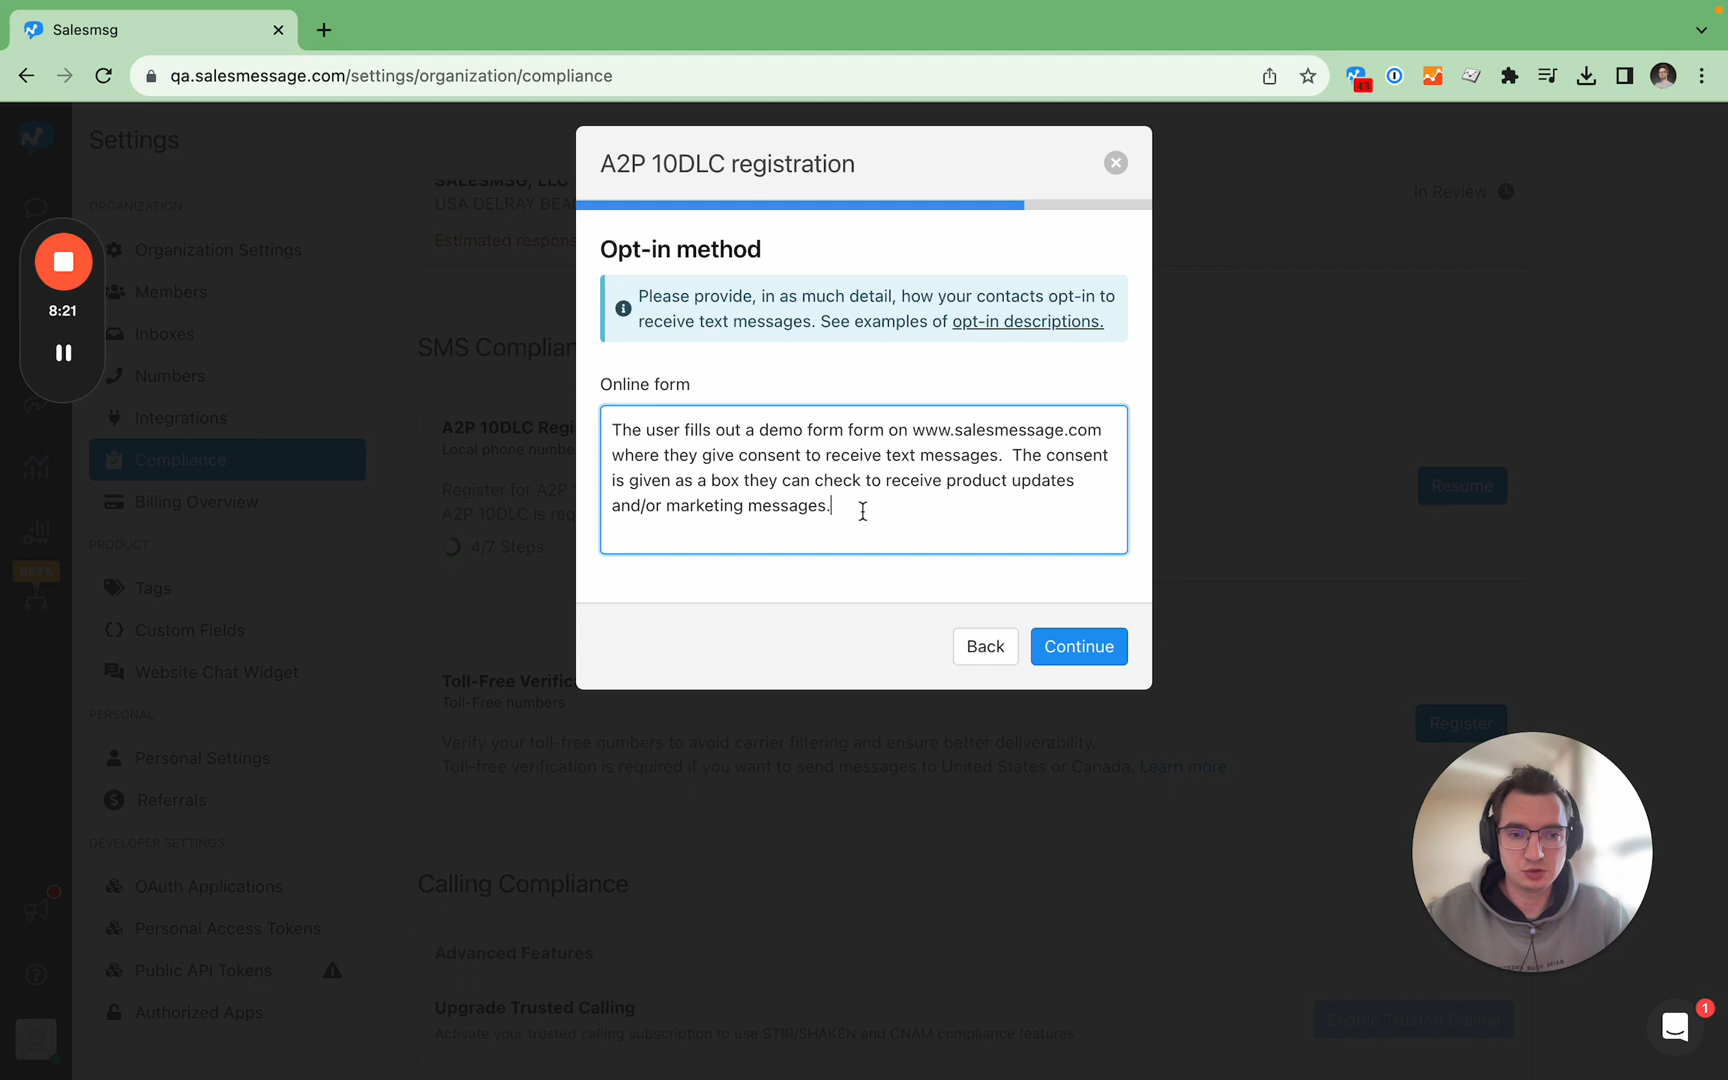 Salesmsg
qa.salesmessage.com/settings/organization/compliance
43
Settings
ORGANIZATION
Organization Settings
Members
Inboxes
Numbers
Integrations
Compliance
Billing Overview
PRODUCT
Tags
Custom Fields
Website Chat Widget
PERSONAL
Personal Settings
Referrals
DEVELOPER SETTINGS
OAuth Applications
Personal Access Tokens
Public API Tokens
Authorized Apps
8:21
BETA
SALESMSG, LLC
USA DELRAY BEA
Estimated respons
In Review
SMS Complian
A2P 10DLC Regi
Local phone numbe
Register for A2P
A2P 10DLC is req
4/7 Steps
Resume
Toll-Free Verific
Toll-Free numbers
Verify your toll-free numbers to avoid carrier filtering and ensure better deliverability.
Toll-free verification is required if you want to send messages to United States or Canada. Learn more
Register
Calling Compliance
Advanced Features
Upgrade Trusted Calling
Activate your trusted calling subscription to use STIR/SHAKEN and CNAM compliance features
Enable Trusted Calling
A2P 10DLC registration
Opt-in method
Please provide, in as much detail, how your contacts opt-in to
receive text messages. See examples of opt-in descriptions.
Online form
The user fills out a demo form form on www.salesmessage.com
where they give consent to receive text messages.  The consent
is given as a box they can check to receive product updates
and/or marketing messages.
Back
Continue
1